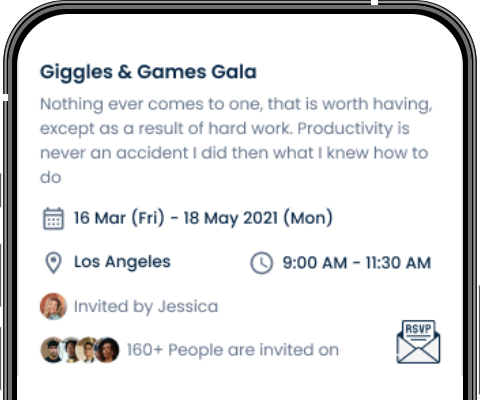 Giggles & Games Gala
Nothing ever comes to one, that is worth having,
except as a result of hard work. Productivity is
never an accident I did then what I knew how to
do
16 Mar (Fri) - 18 May 2021 (Mon)
Los Angeles
9:00 AM - 11:30 AM
Invited by Jessica
160+ People are invited on
RSVP